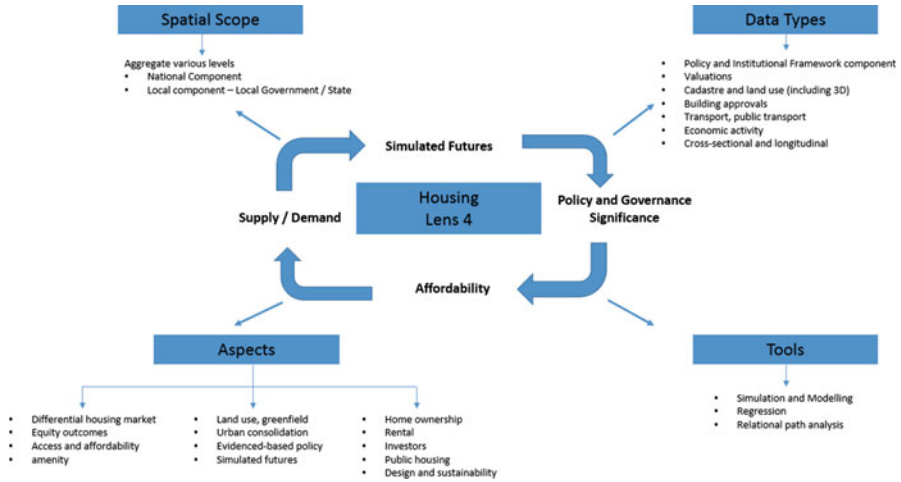 Spatial Scope
Aggregate various levels
• National Component
• Local component – Local Government / State
Data Types
• Policy and Institutional Framework component
• Valuations
• Cadastre and land use (including 3D)
• Building approvals
• Transport, public transport
• Economic activity
• Cross-sectional and longitudinal
Simulated Futures
Supply / Demand
Housing
Lens 4
Policy and Governance
Significance
Affordability
Aspects
• Differential housing market
• Equity outcomes
• Access and affordability
• amenity
• Land use, greenfield
• Urban consolidation
• Evidenced-based policy
• Simulated futures
• Home ownership
• Rental
• Investors
• Public housing
• Design and sustainability
Tools
• Simulation and Modelling
• Regression
• Relational path analysis